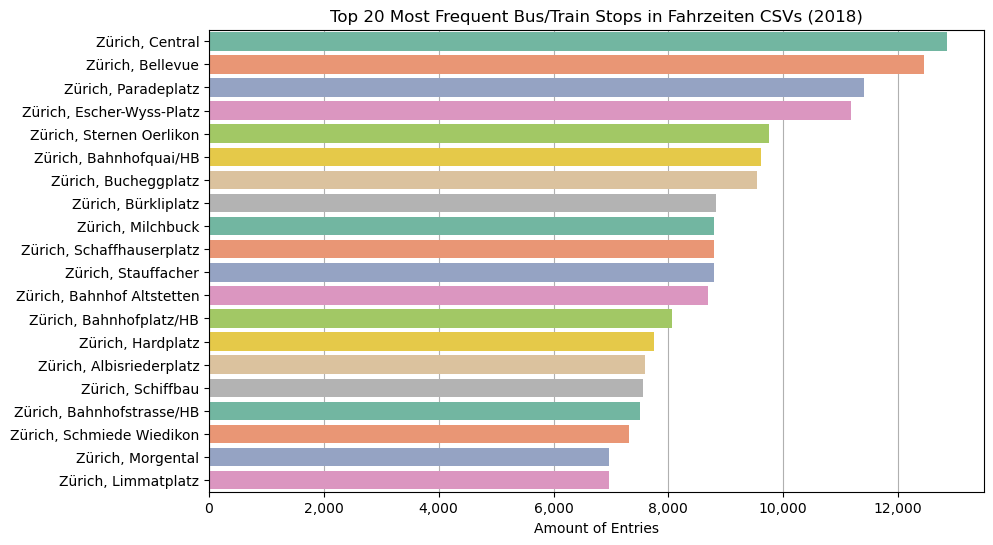 Top 20 Most Frequent Bus/Train Stops in Fahrzeiten CSVs (2018)
Zürich, Central
Zürich, Bellevue
Zürich, Paradeplatz
Zürich, Escher-Wyss-Platz
Zürich, Sternen Oerlikon
Zürich, Bahnhofquai/HB
Zürich, Bucheggplatz
Zürich, Bürkliplatz
Zürich, Milchbuck
Zürich, Schaffhauserplatz
Zürich, Stauffacher
Zürich, Bahnhof Altstetten
Zürich, Bahnhofplatz/HB
Zürich, Hardplatz
Zürich, Albisriederplatz
Zürich, Schiffbau
Zürich, Bahnhofstrasse/HB
Zürich, Schmiede Wiedikon
Zürich, Morgental
Zürich, Limmatplatz
0 2,000 4,000 6,000 8,000 10,000 12,000
Amount of Entries